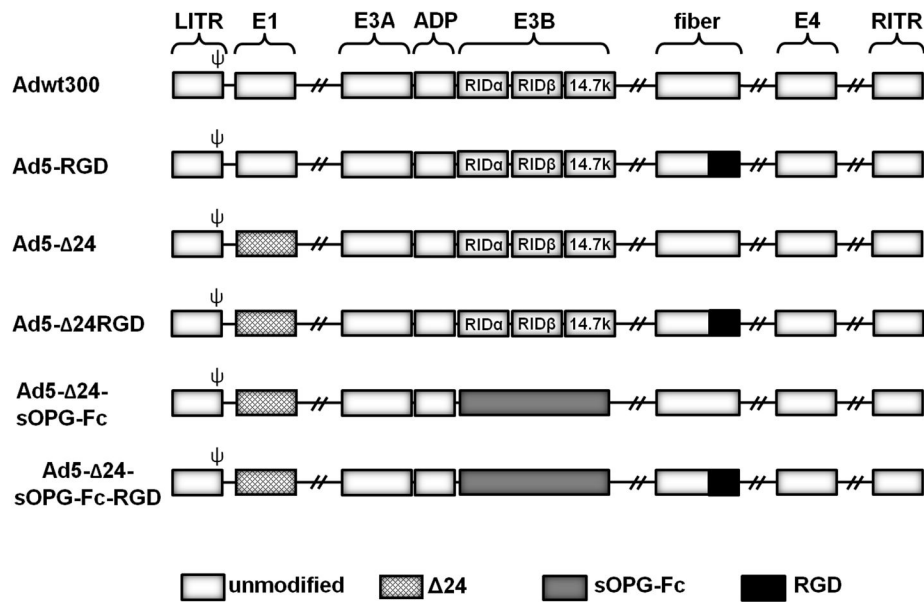 LITR E1 E3A ADP E3B fiber E4 RITR
ψ
Adwt300 RIDα RIDβ 14.7k
ψ
Ad5-RGD RIDα RIDβ 14.7k
ψ
Ad5-Δ24 RIDα RIDβ 14.7k
ψ
Ad5-Δ24RGD RIDα RIDβ 14.7k
ψ
Ad5-Δ24-
sOPG-Fc
ψ
Ad5-Δ24-
sOPG-Fc-RGD
unmodified Δ24 sOPG-Fc RGD